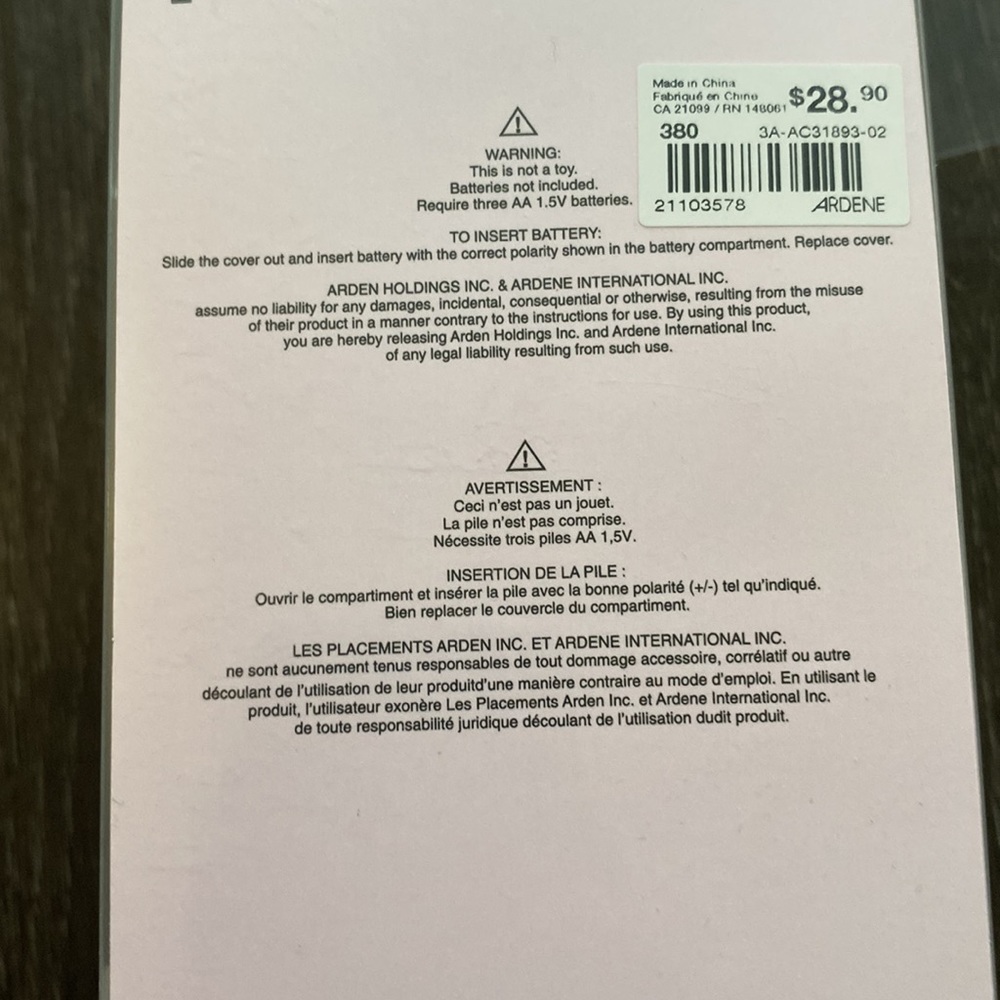 Made in China
Fabriqué en Chine
CA 21099 / RN 148061
$28.90
380 3A-AC31893-02
21103578 ARDENE
WARNING:
This is not a toy.
Batteries not included.
Require three AA 1.5V batteries.
TO INSERT BATTERY:
Slide the cover out and insert battery with the correct polarity shown in the battery compartment. Replace cover.
ARDEN HOLDINGS INC. & ARDENE INTERNATIONAL INC.
assume no liability for any damages, incidental, consequential or otherwise, resulting from the misuse
of their product in a manner contrary to the instructions for use. By using this product,
you are hereby releasing Arden Holdings Inc. and Ardene International Inc.
of any legal liability resulting from such use.
AVERTISSEMENT :
Ceci n'est pas un jouet.
La pile n'est pas comprise.
Nécessite trois piles AA 1,5V.
INSERTION DE LA PILE :
Ouvrir le compartiment et insérer la pile avec la bonne polarité (+/-) tel qu'indiqué.
Bien replacer le couvercle du compartiment.
LES PLACEMENTS ARDEN INC. ET ARDENE INTERNATIONAL INC.
ne sont aucunement tenus responsables de tout dommage accessoire, corrélatif ou autre
découlant de l'utilisation de leur produitd'une manière contraire au mode d'emploi. En utilisant le
produit, l'utilisateur exonère Les Placements Arden Inc. et Ardene International Inc.
de toute responsabilité juridique découlant de l'utilisation dudit produit.